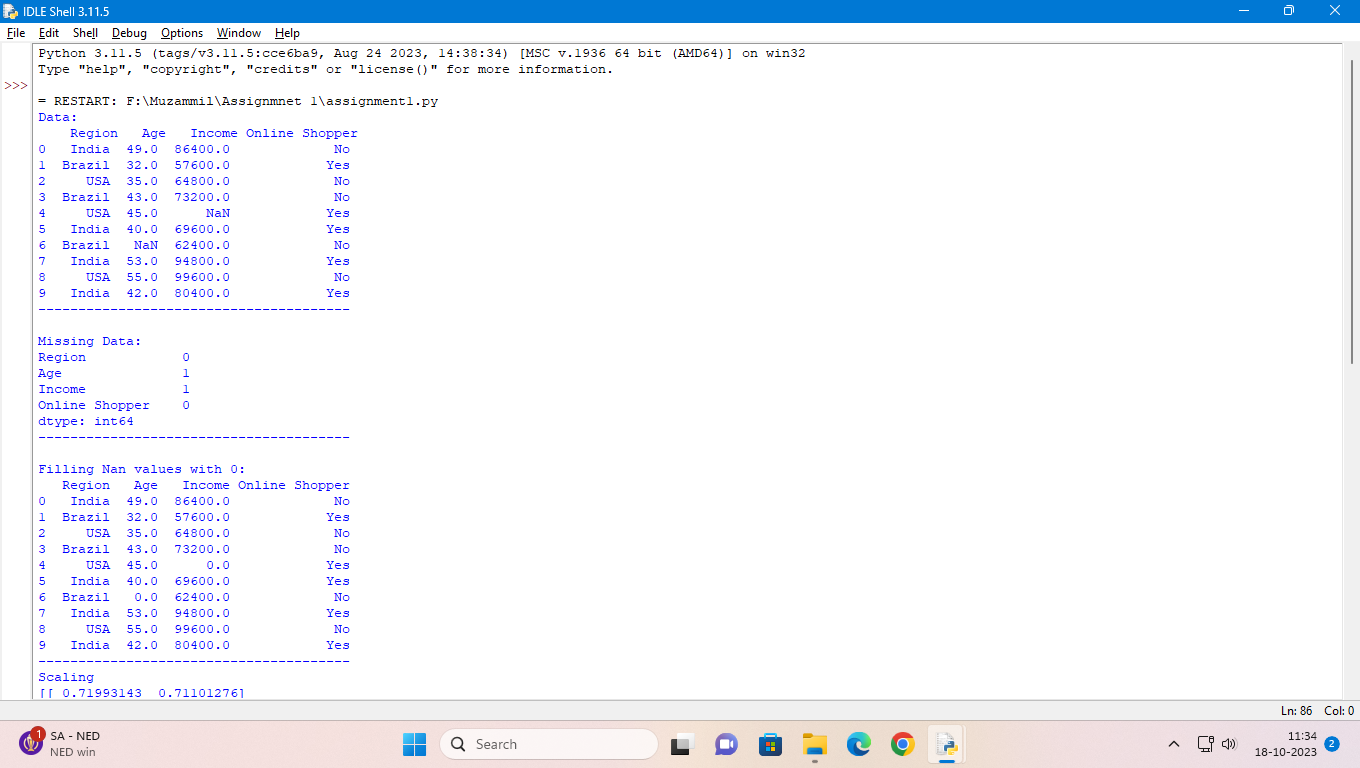 IDLE Shell 3.11.5
File Edit Shell Debug Options Window Help
Python 3.11.5 (tags/v3.11.5:cce6ba9, Aug 24 2023, 14:38:34) [MSC v.1936 64 bit (AMD64)] on win32
Type "help", "copyright", "credits" or "license()" for more information.
>>>
= RESTART: F:\Muzammil\Assignmnet 1\assignment1.py
Data:
    Region   Age   Income Online Shopper
0   India  49.0  86400.0             No
1  Brazil  32.0  57600.0            Yes
2     USA  35.0  64800.0             No
3  Brazil  43.0  73200.0             No
4     USA  45.0      NaN            Yes
5   India  40.0  69600.0            Yes
6  Brazil   NaN  62400.0             No
7   India  53.0  94800.0            Yes
8     USA  55.0  99600.0             No
9   India  42.0  80400.0            Yes
---------------------------------------
Missing Data:
Region            0
Age               1
Income            1
Online Shopper    0
dtype: int64
---------------------------------------
Filling Nan values with 0:
   Region   Age   Income Online Shopper
0   India  49.0  86400.0             No
1  Brazil  32.0  57600.0            Yes
2     USA  35.0  64800.0             No
3  Brazil  43.0  73200.0             No
4     USA  45.0      0.0            Yes
5   India  40.0  69600.0            Yes
6  Brazil   0.0  62400.0             No
7   India  53.0  94800.0            Yes
8     USA  55.0  99600.0             No
9   India  42.0  80400.0            Yes
---------------------------------------
Scaling
[[ 0.71993143  0.71101276]
Ln: 86 Col: 0
1
SA - NED
NED win
Search
11:34
18-10-2023
2